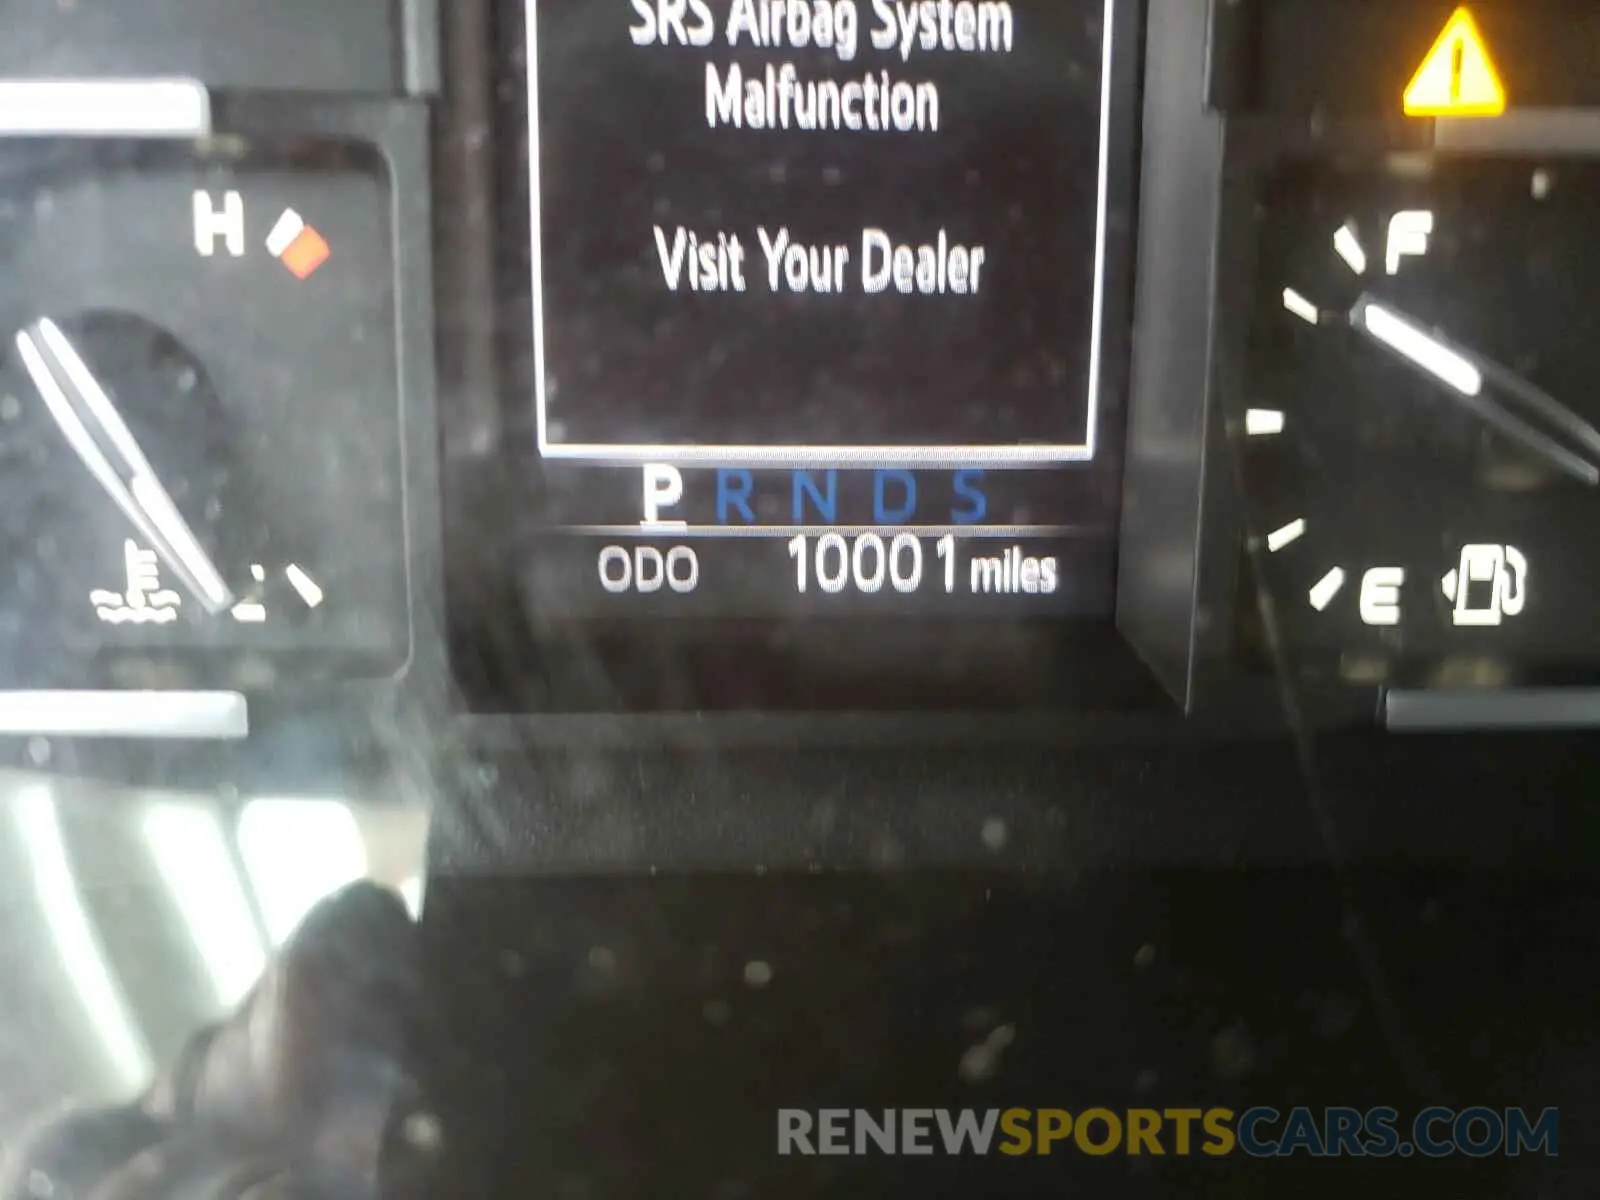 SRS Airbag System
Malfunction
Visit Your Dealer
H
F
P R N D S
ODO 10001 miles
E
RENEWSPORTSCARS.COM